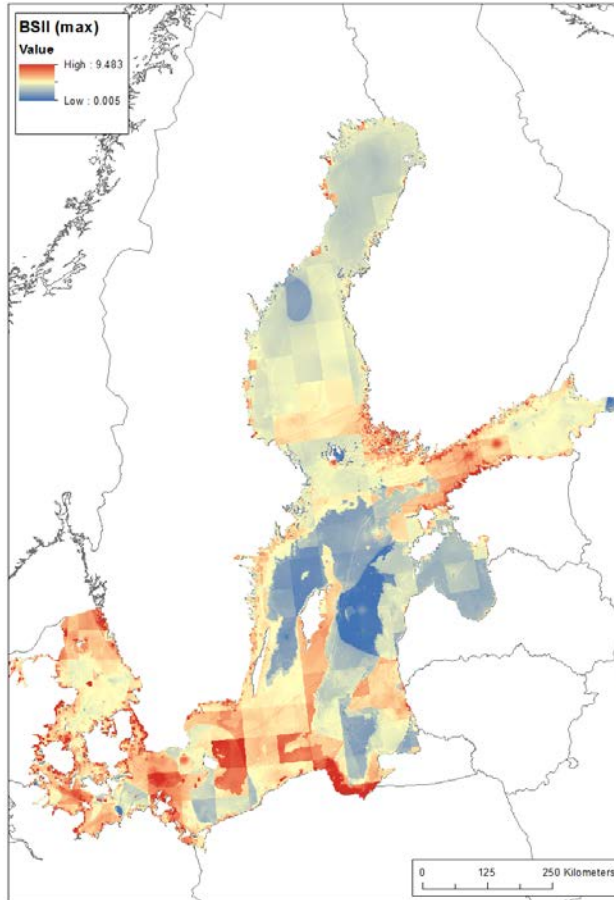 BSII (max)
Value
High : 9.483
Low : 0.005
0 125 250 Kilometers